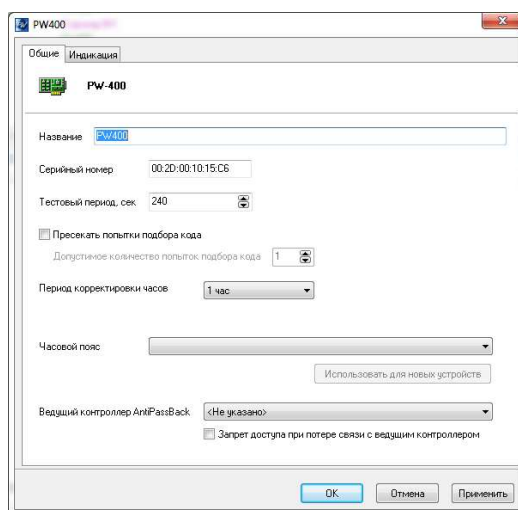 PW400
Общие Индикация
PW-400
Название PW400
Серийный номер 00:2D:00:10:15:C6
Тестовый период, сек 240
Пресекать попытки подбора кода
Допустимое количество попыток подбора кода 1
Период корректировки часов 1 час
Часовой пояс
Использовать для новых устройств
Ведущий контроллер AntiPassBack <Не указано>
Запрет доступа при потере связи с ведущим контроллером
OK Отмена Применить